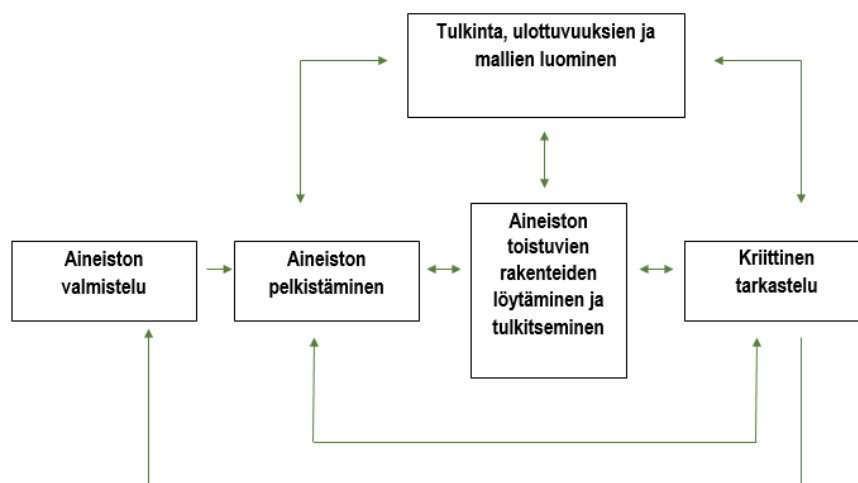 Tulkinta, ulottuvuuksien ja
mallien luominen
Aineiston
valmistelu
Aineiston
pelkistäminen
Aineiston
toistuvien
rakenteiden
löytäminen ja
tulkitseminen
Kriittinen
tarkastelu